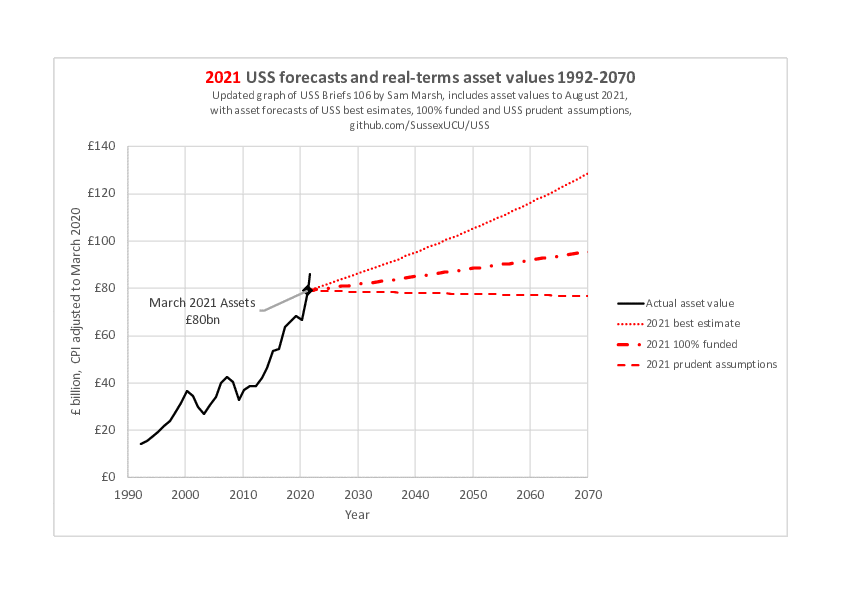 2021 USS forecasts and real-terms asset values 1992-2070
Updated graph of USS Briefs 106 by Sam Marsh, includes asset values to August 2021,
with asset forecasts of USS best estimates, 100% funded and USS prudent assumptions,
github.com/SussexUCU/USS
£ billion, CPI adjusted to March 2020
£140
£120
£100
£80
£60
£40
£20
£0
March 2021 Assets
£80bn
1990 2000 2010 2020 2030 2040 2050 2060 2070
Year
Actual asset value
2021 best estimate
2021 100% funded
2021 prudent assumptions